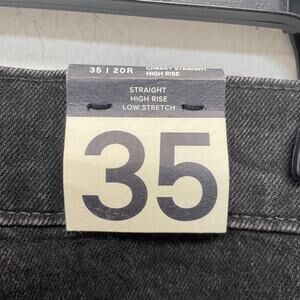 35 | 20R CHEEKY STRAIGHT
HIGH RISE
STRAIGHT
HIGH RISE
LOW STRETCH
35